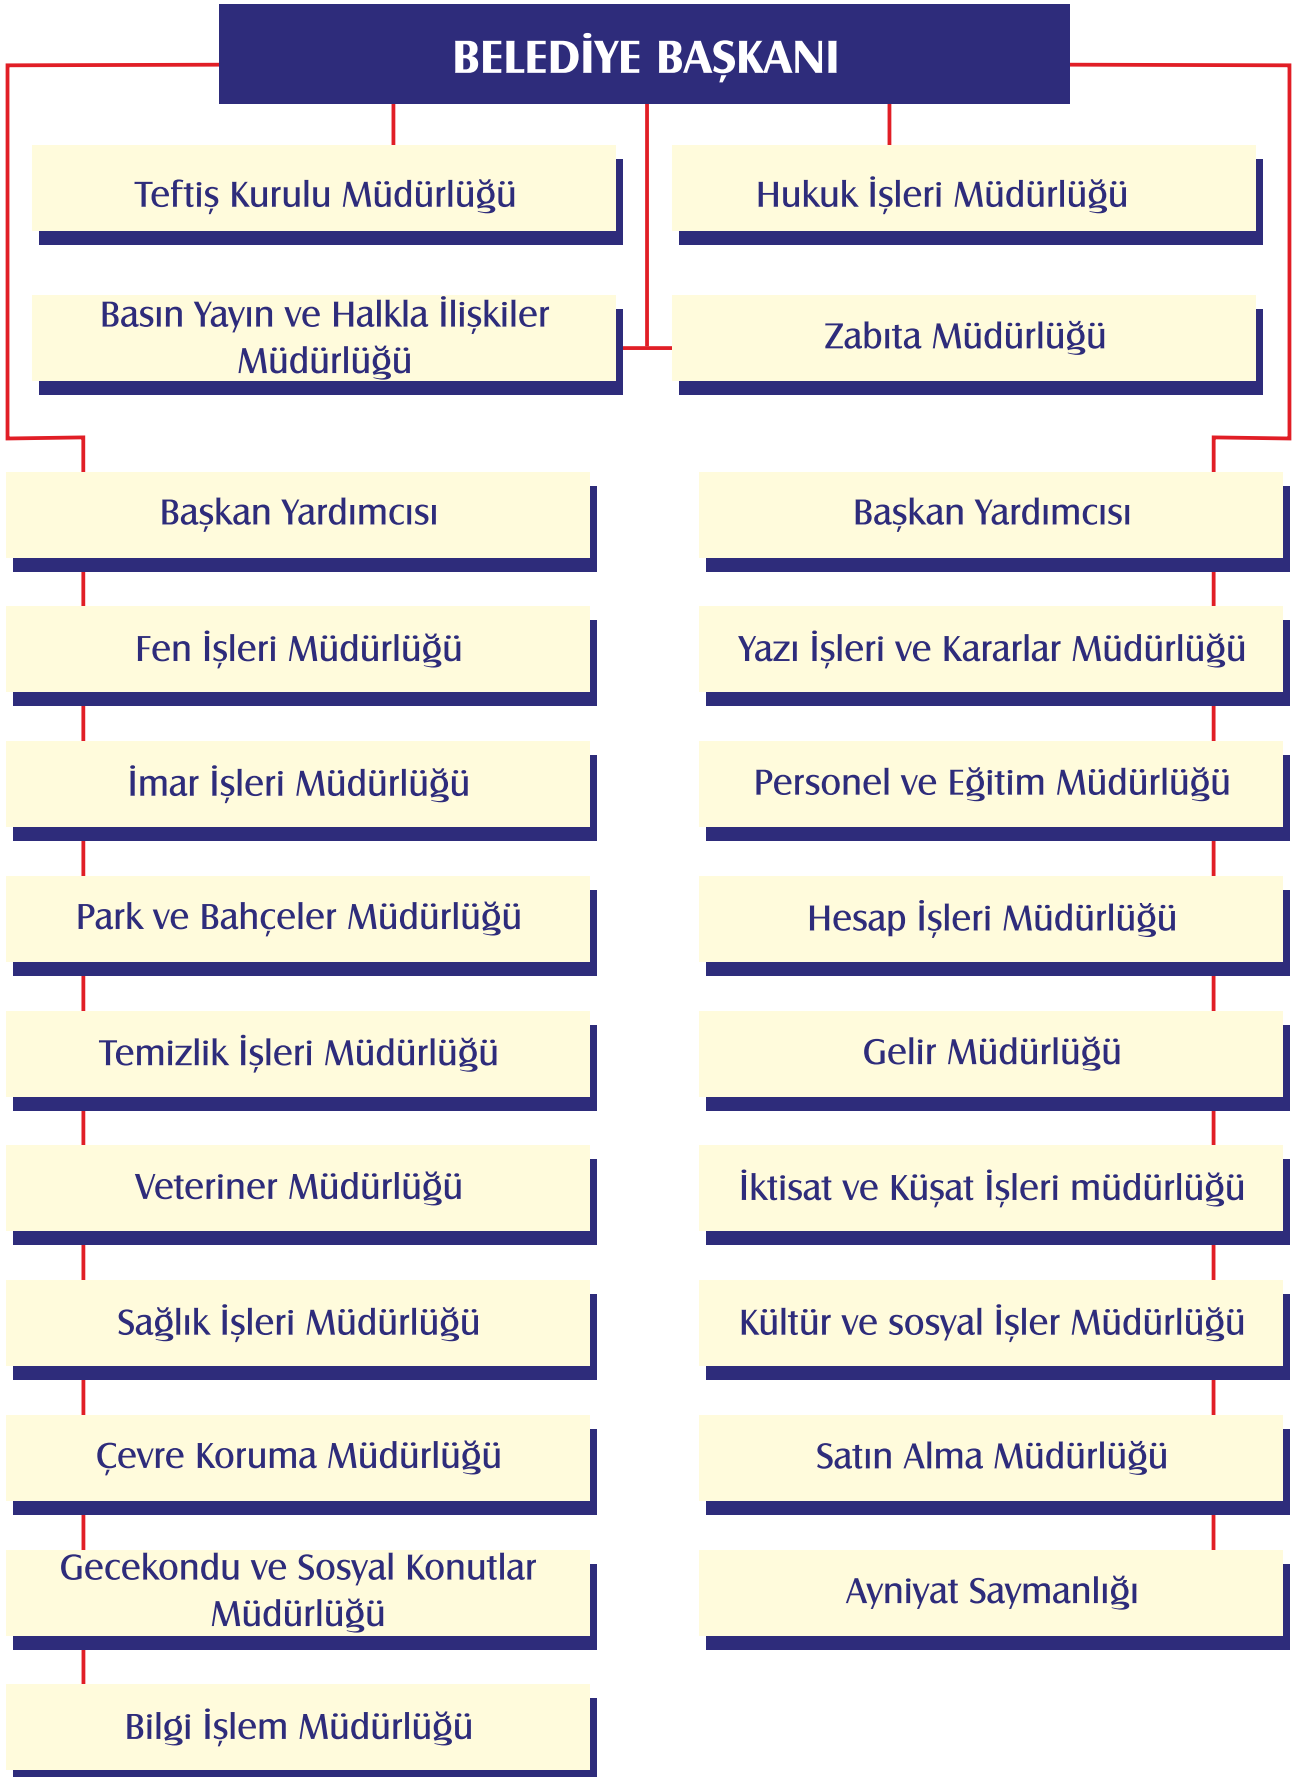 BELEDİYE BAŞKANI
Teftiş Kurulu Müdürlüğü
Hukuk İşleri Müdürlüğü
Basın Yayın ve Halkla İlişkiler
Müdürlüğü
Zabıta Müdürlüğü
Başkan Yardımcısı
Başkan Yardımcısı
Fen İşleri Müdürlüğü
Yazı İşleri ve Kararlar Müdürlüğü
İmar İşleri Müdürlüğü
Personel ve Eğitim Müdürlüğü
Park ve Bahçeler Müdürlüğü
Hesap İşleri Müdürlüğü
Temizlik İşleri Müdürlüğü
Gelir Müdürlüğü
Veteriner Müdürlüğü
İktisat ve Küşat İşleri müdürlüğü
Sağlık İşleri Müdürlüğü
Kültür ve sosyal İşler Müdürlüğü
Çevre Koruma Müdürlüğü
Satın Alma Müdürlüğü
Gecekondu ve Sosyal Konutlar
Müdürlüğü
Ayniyat Saymanlığı
Bilgi İşlem Müdürlüğü